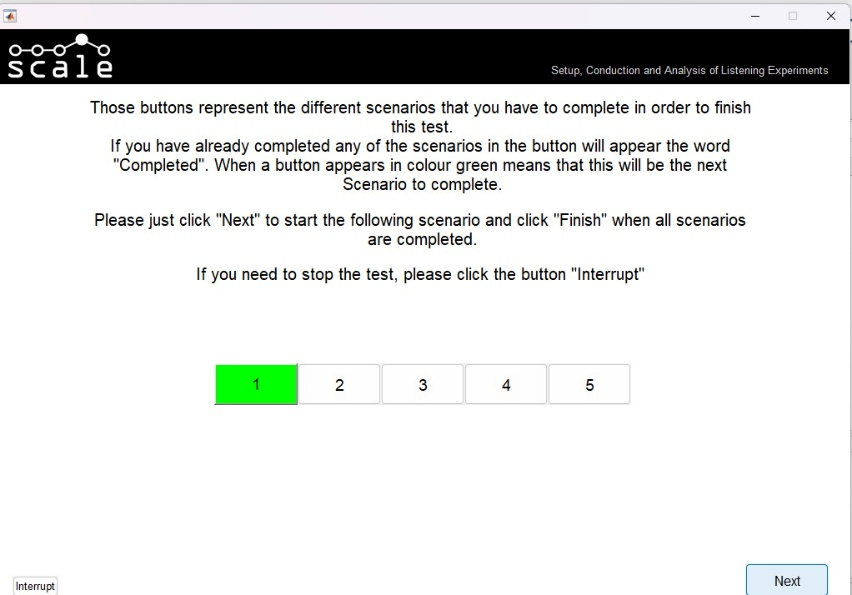 scale
Setup, Conduction and Analysis of Listening Experiments
Those buttons represent the different scenarios that you have to complete in order to finish
this test.
If you have already completed any of the scenarios in the button will appear the word
"Completed". When a button appears in colour green means that this will be the next
Scenario to complete.
Please just click "Next" to start the following scenario and click "Finish" when all scenarios
are completed.
If you need to stop the test, please click the button "Interrupt"
1 2 3 4 5
Interrupt
Next